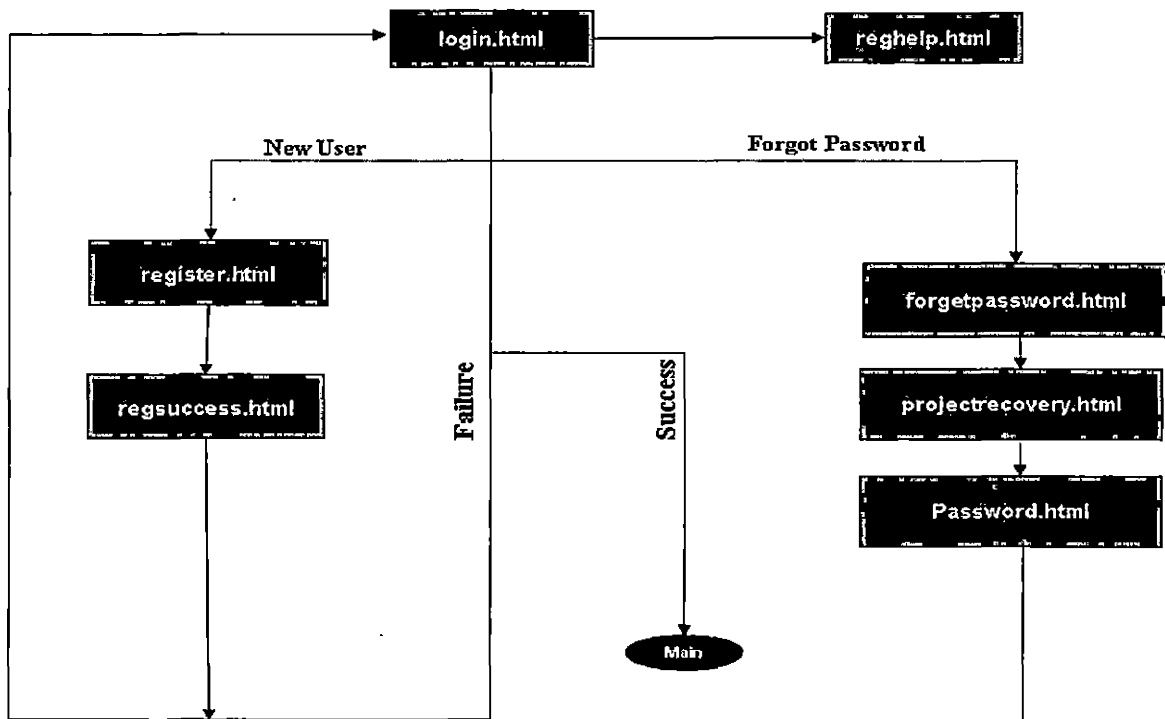 login.html
reghelp.html
New User
Forgot Password
register.html
forgetpassword.html
Failure
Success
regsuccess.html
projectrecovery.html
Password.html
Main